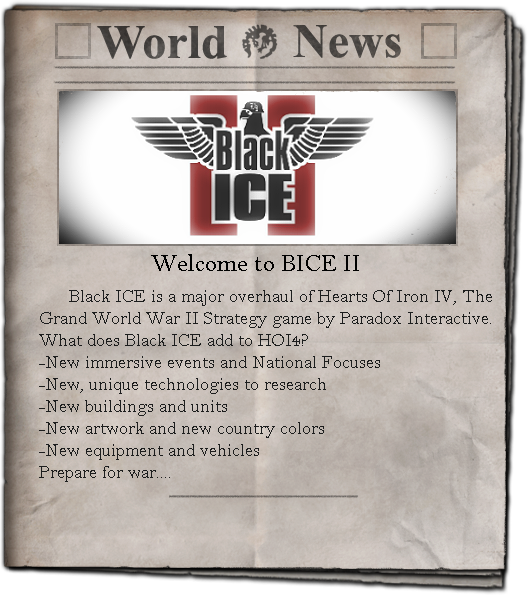 World News
Black
ICE
Welcome to BICE II
Black ICE is a major overhaul of Hearts Of Iron IV, The
Grand World War II Strategy game by Paradox Interactive.
What does Black ICE add to HOI4?
-New immersive events and National Focuses
-New, unique technologies to research
-New buildings and units
-New artwork and new country colors
-New equipment and vehicles
Prepare for war....